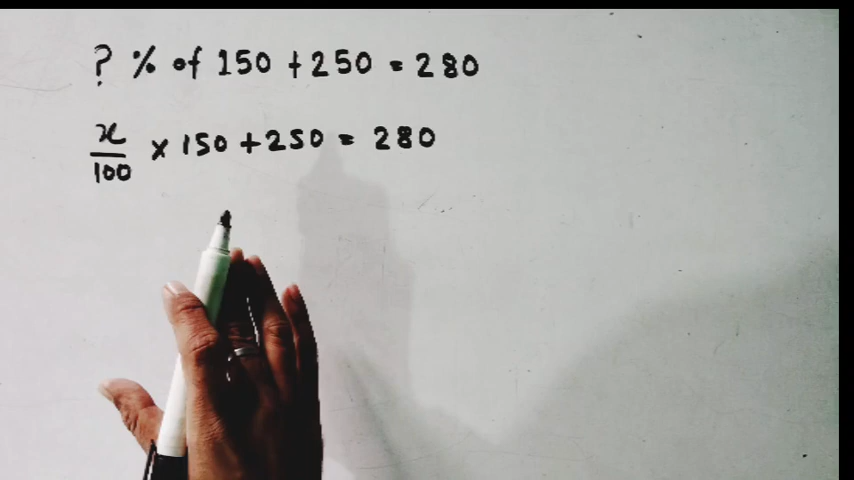 ? % of 150 + 250 = 280
x/100 × 150 + 250 = 280